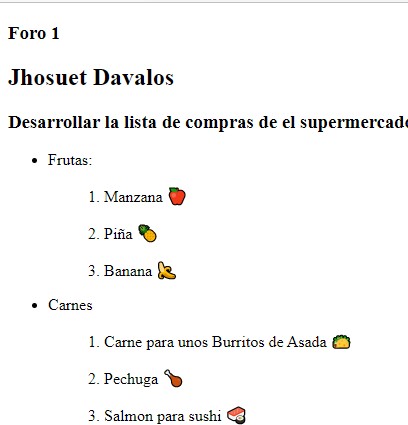 Foro 1
Jhosuet Davalos
Desarrollar la lista de compras de el supermercado
• Frutas:
1. Manzana 🍎
2. Piña 🍍
3. Banana 🍌
• Carnes
1. Carne para unos Burritos de Asada 🌮
2. Pechuga 🍗
3. Salmon para sushi 🍣